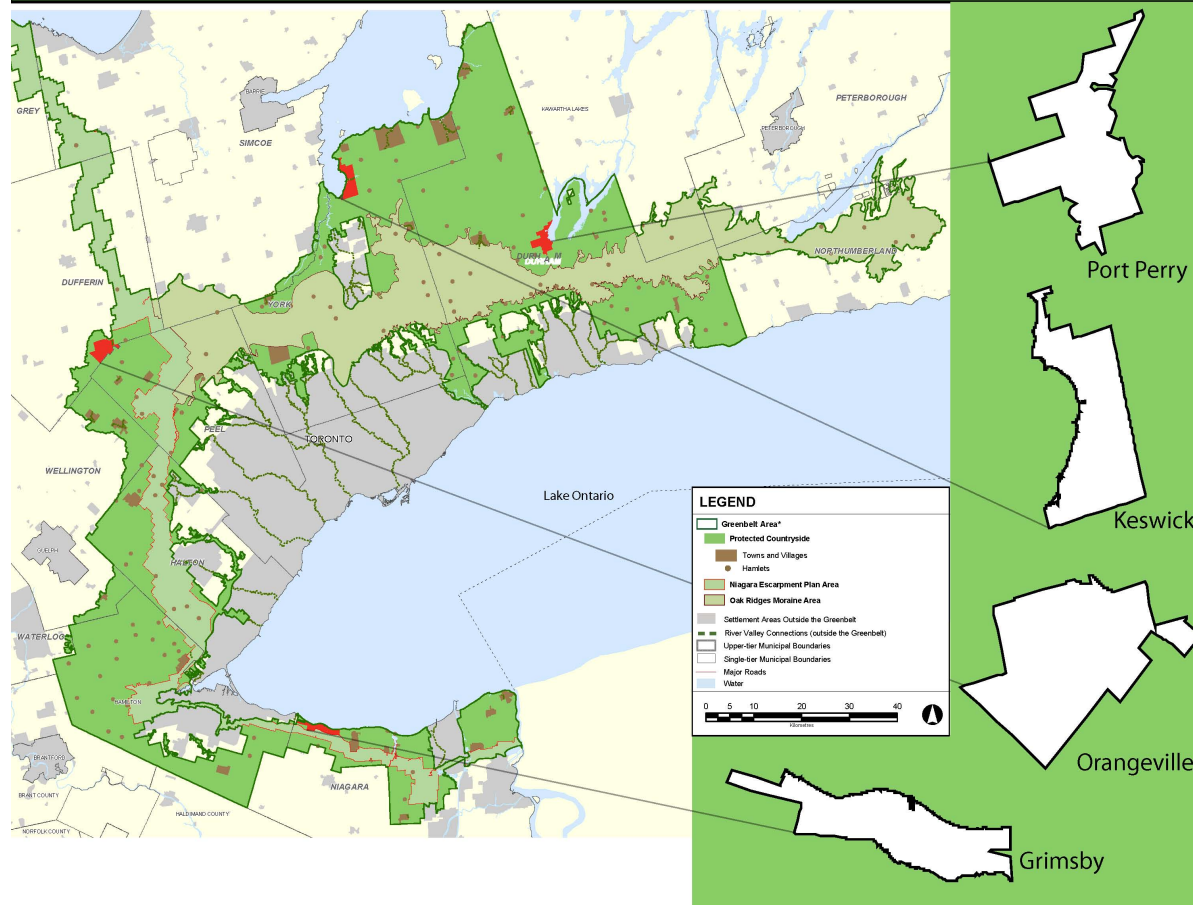 GREY
BARRIE
SIMCOE
KAWARTHA LAKES
PETERBOROUGH
PETERBOROUGH
DUFFERIN
YORK
DURHAM
NORTHUMBERLAND
PEEL
TORONTO
WELLINGTON
GUELPH
HALTON
WATERLOO
HAMILTON
BRANTFORD
BRANT COUNTY
NORFOLK COUNTY
HALDIMAND COUNTY
NIAGARA
Lake Ontario
LEGEND
Greenbelt Area*
Protected Countryside
Towns and Villages
Hamlets
Niagara Escarpment Plan Area
Oak Ridges Moraine Area
Settlement Areas Outside the Greenbelt
River Valley Connections (outside the Greenbelt)
Upper-tier Municipal Boundaries
Single-tier Municipal Boundaries
Major Roads
Water
0 5 10 20 30 40
Kilometres
Port Perry
Keswick
Orangeville
Grimsby